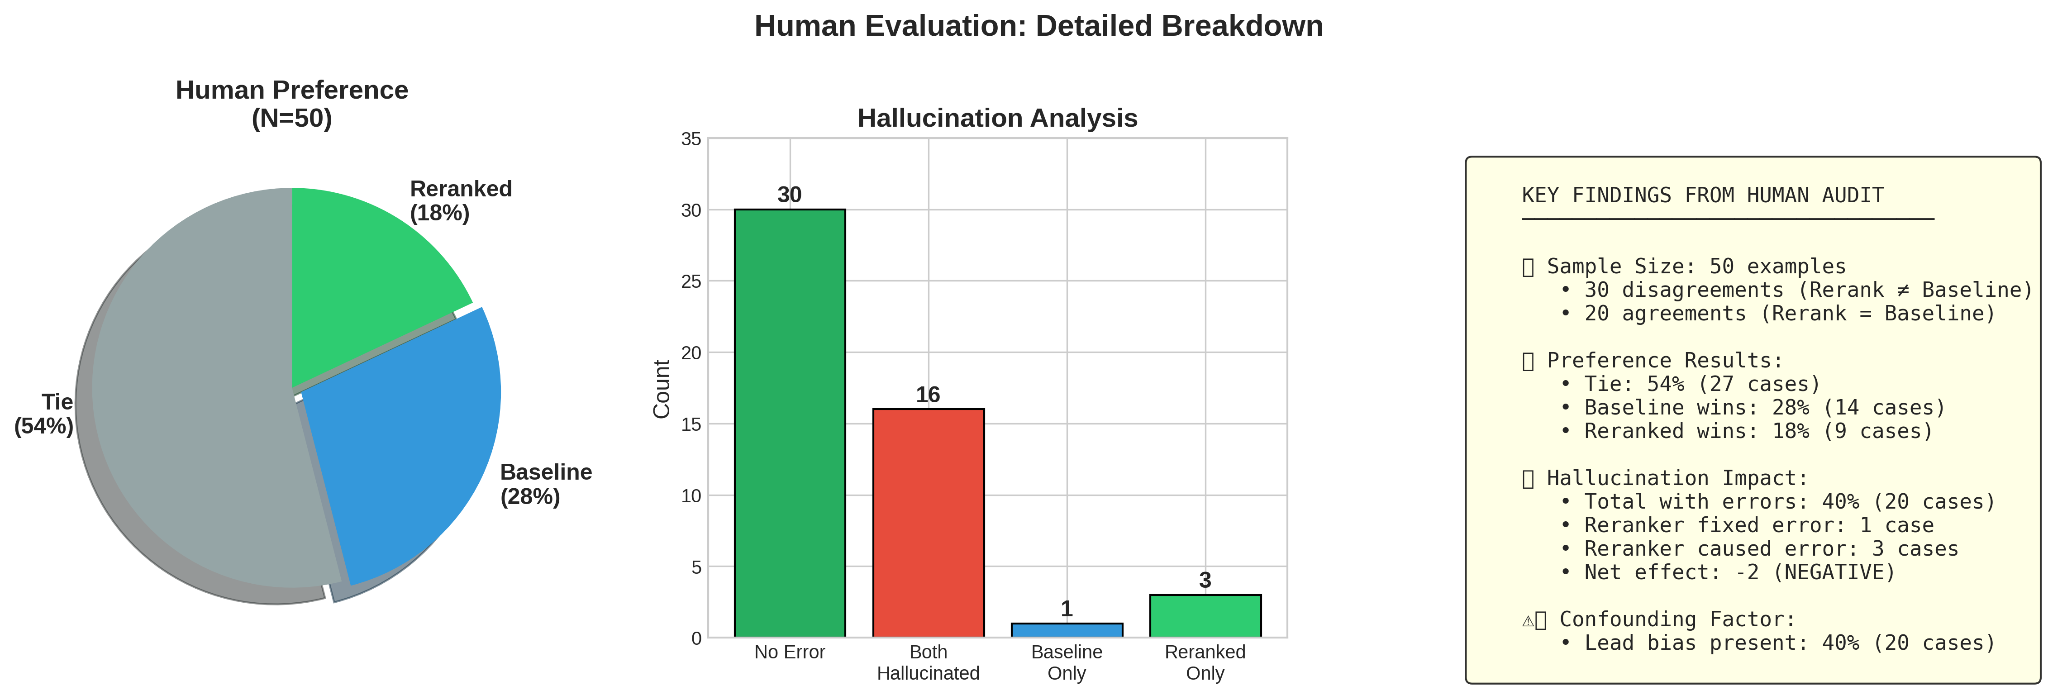 Human Evaluation: Detailed Breakdown
Human Preference
(N=50)
Reranked
(18%)
Tie
(54%)
Baseline
(28%)
Hallucination Analysis
35
30
25
20
15
10
5
0
Count
30
16
1
3
No Error
Both
Hallucinated
Baseline
Only
Reranked
Only
KEY FINDINGS FROM HUMAN AUDIT
▯ Sample Size: 50 examples
• 30 disagreements (Rerank ≠ Baseline)
• 20 agreements (Rerank = Baseline)
▯ Preference Results:
• Tie: 54% (27 cases)
• Baseline wins: 28% (14 cases)
• Reranked wins: 18% (9 cases)
▯ Hallucination Impact:
• Total with errors: 40% (20 cases)
• Reranker fixed error: 1 case
• Reranker caused error: 3 cases
• Net effect: -2 (NEGATIVE)
⚠▯ Confounding Factor:
• Lead bias present: 40% (20 cases)